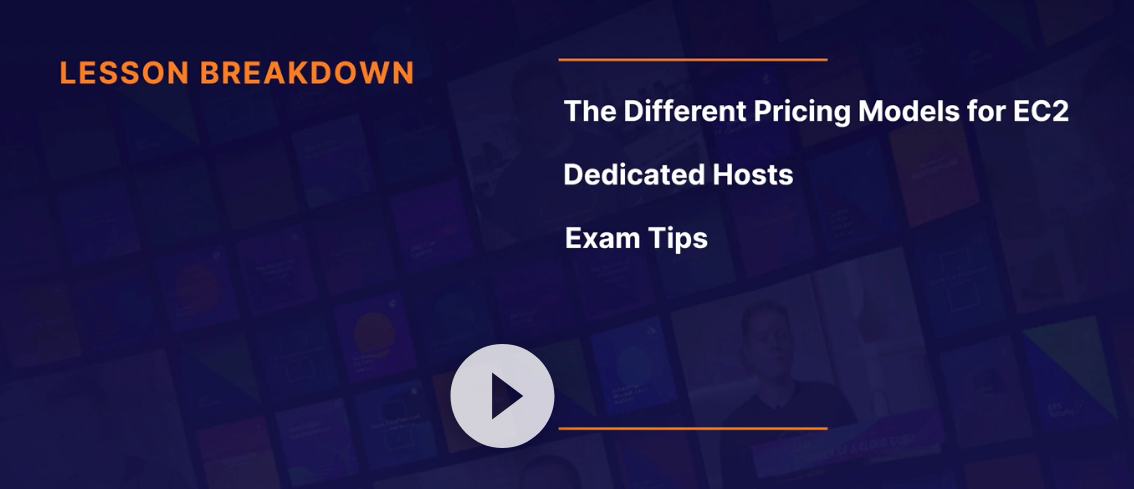 LESSON BREAKDOWN
The Different Pricing Models for EC2
Dedicated Hosts
Exam Tips